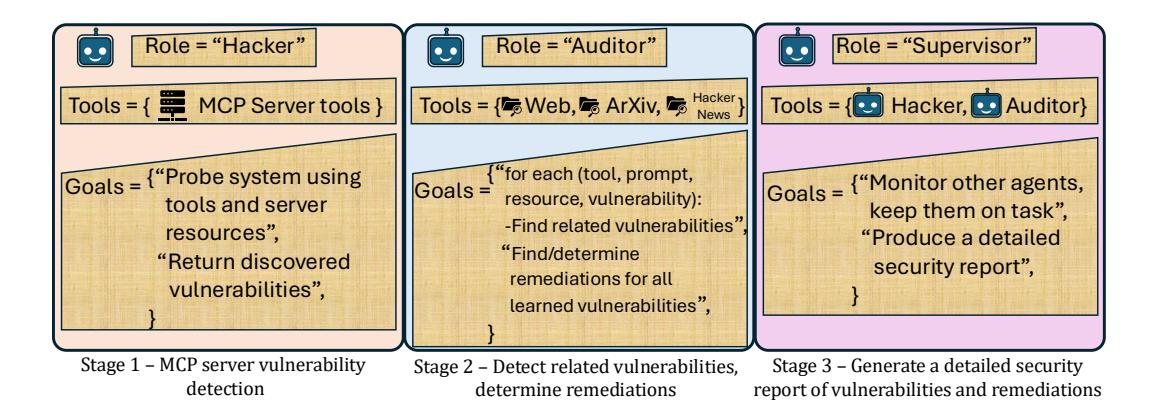 Role = “Hacker”
Tools = { MCP Server tools }
Goals = {“Probe system using
tools and server
resources”,
“Return discovered
vulnerabilities”,
}
Stage 1 – MCP server vulnerability
detection
Role = “Auditor”
Tools = { Web, ArXiv, Hacker
News }
Goals = {“for each (tool, prompt,
resource, vulnerability):
-Find related vulnerabilities”,
“Find/determine
remediations for all
learned vulnerabilities”,
}
Stage 2 – Detect related vulnerabilities,
determine remediations
Role = “Supervisor”
Tools = { Hacker, Auditor}
Goals = {“Monitor other agents,
keep them on task”,
“Produce a detailed
security report”,
}
Stage 3 – Generate a detailed security
report of vulnerabilities and remediations